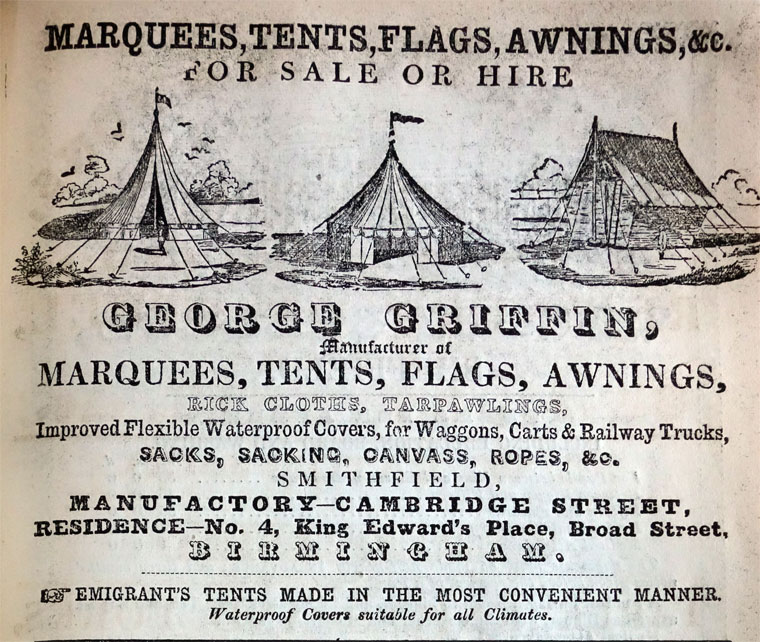 MARQUEES, TENTS, FLAGS, AWNINGS, &c.
FOR SALE OR HIRE
GEORGE GRIFFIN,
Manufacturer of
MARQUEES, TENTS, FLAGS, AWNINGS,
RICK CLOTHS, TARPAWLINGS,
Improved Flexible Waterproof Covers, for Waggons, Carts & Railway Trucks,
SACKS, SACKING, CANVASS, ROPES, &c.
SMITHFIELD,
MANUFACTORY—CAMBRIDGE STREET,
RESIDENCE—No. 4, King Edward's Place, Broad Street,
BIRMINGHAM.
☞ EMIGRANT'S TENTS MADE IN THE MOST CONVENIENT MANNER.
Waterproof Covers suitable for all Climates.